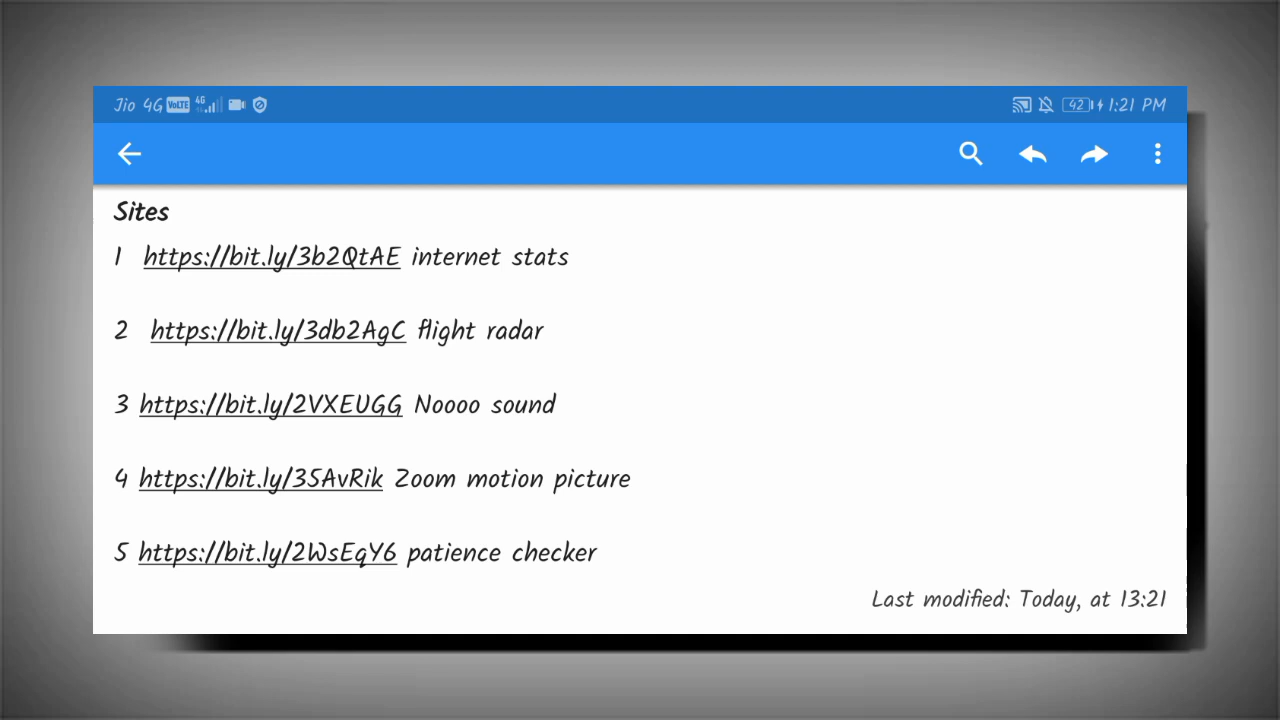 Jio 4G VoLTE 4G 42 1:21 PM
Sites
1 https://bit.ly/3b2QtAE internet stats
2 https://bit.ly/3db2AgC flight radar
3 https://bit.ly/2VXEUGG Noooo sound
4 https://bit.ly/35AvRik Zoom motion picture
5 https://bit.ly/2WsEqY6 patience checker
Last modified: Today, at 13:21